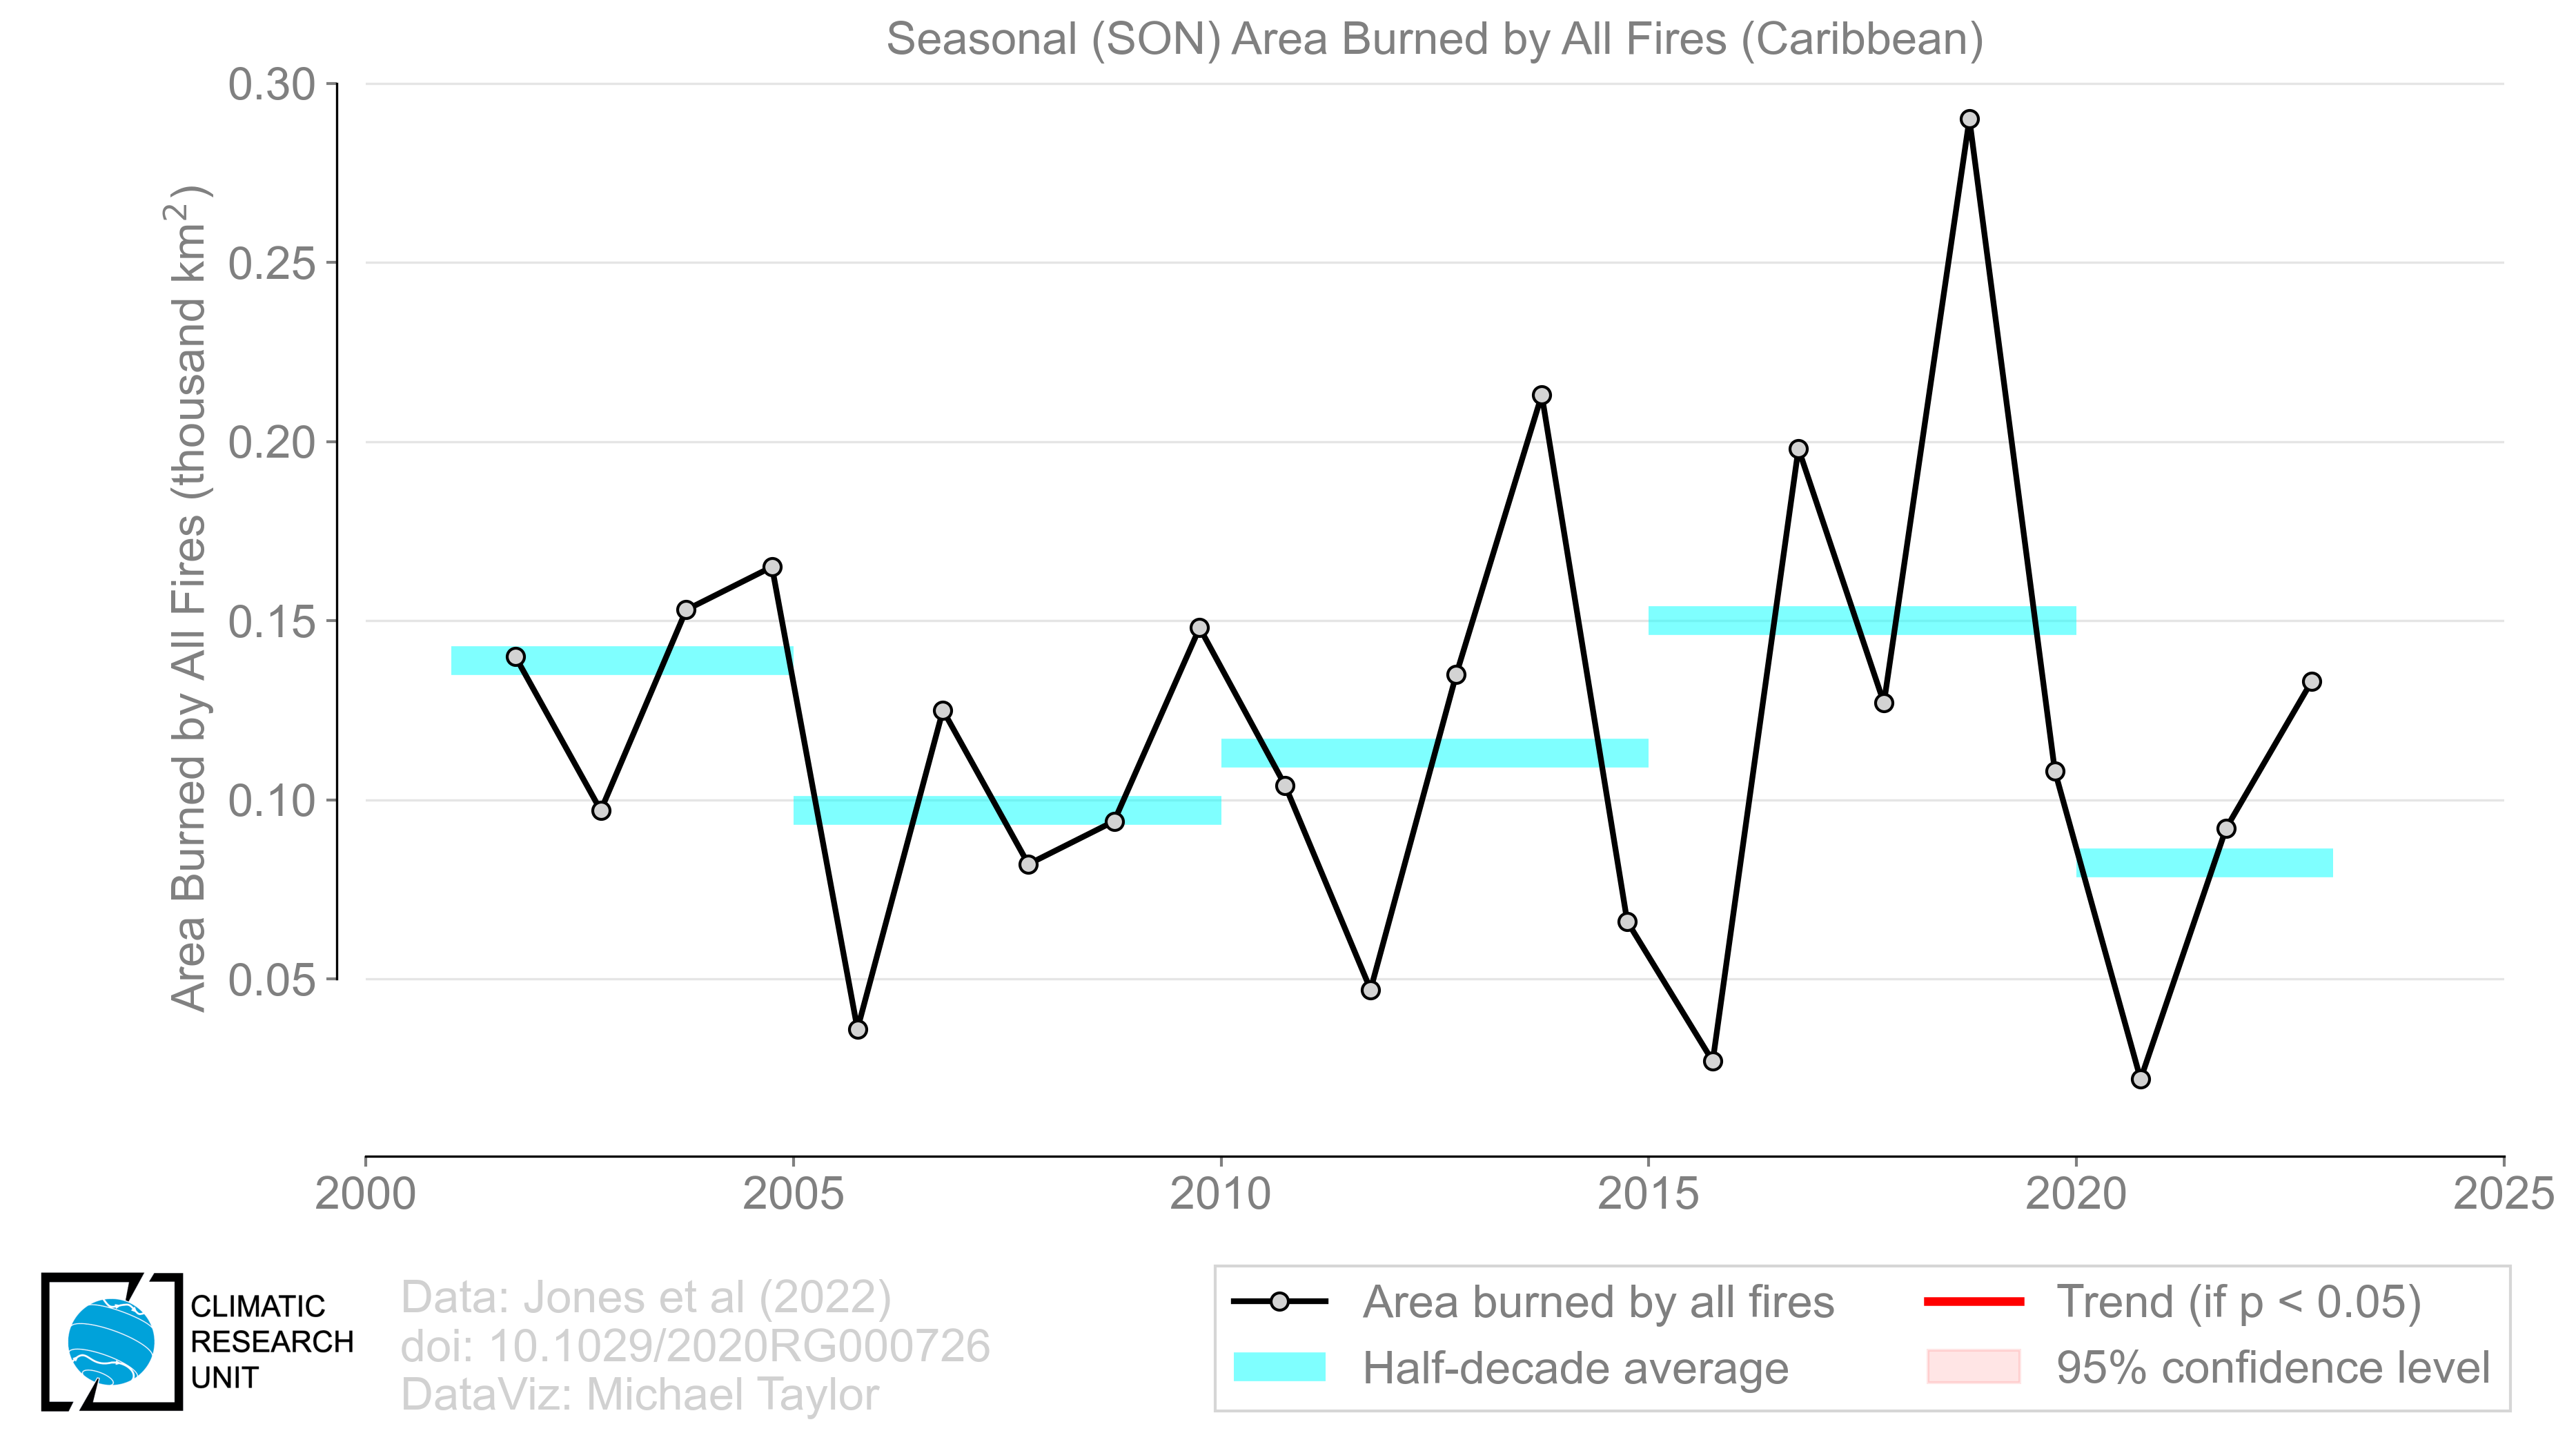 Seasonal (SON) Area Burned by All Fires (Caribbean)
Area Burned by All Fires (thousand km²)
0.30
0.25
0.20
0.15
0.10
0.05
2000 2005 2010 2015 2020 2025
CLIMATIC
RESEARCH
UNIT
Data: Jones et al (2022)
doi: 10.1029/2020RG000726
DataViz: Michael Taylor
Area burned by all fires
Half-decade average
Trend (if p < 0.05)
95% confidence level